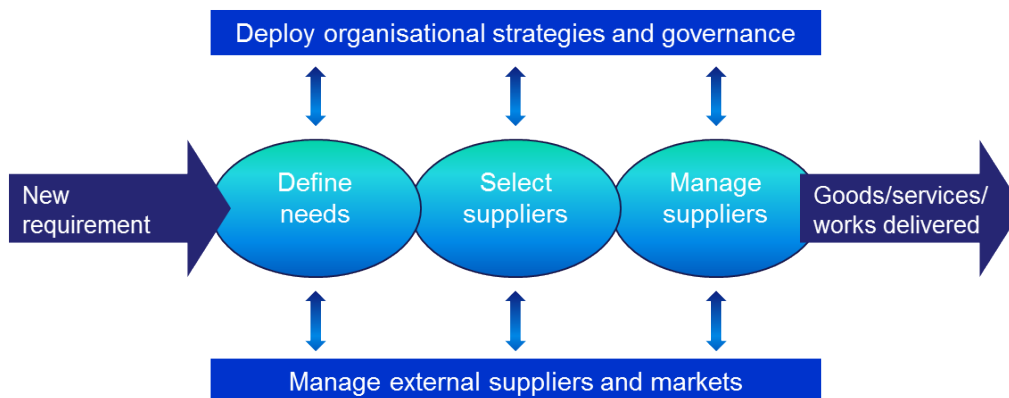 Deploy organisational strategies and governance
New
requirement
Define
needs
Select
suppliers
Manage
suppliers
Goods/services/
works delivered
Manage external suppliers and markets